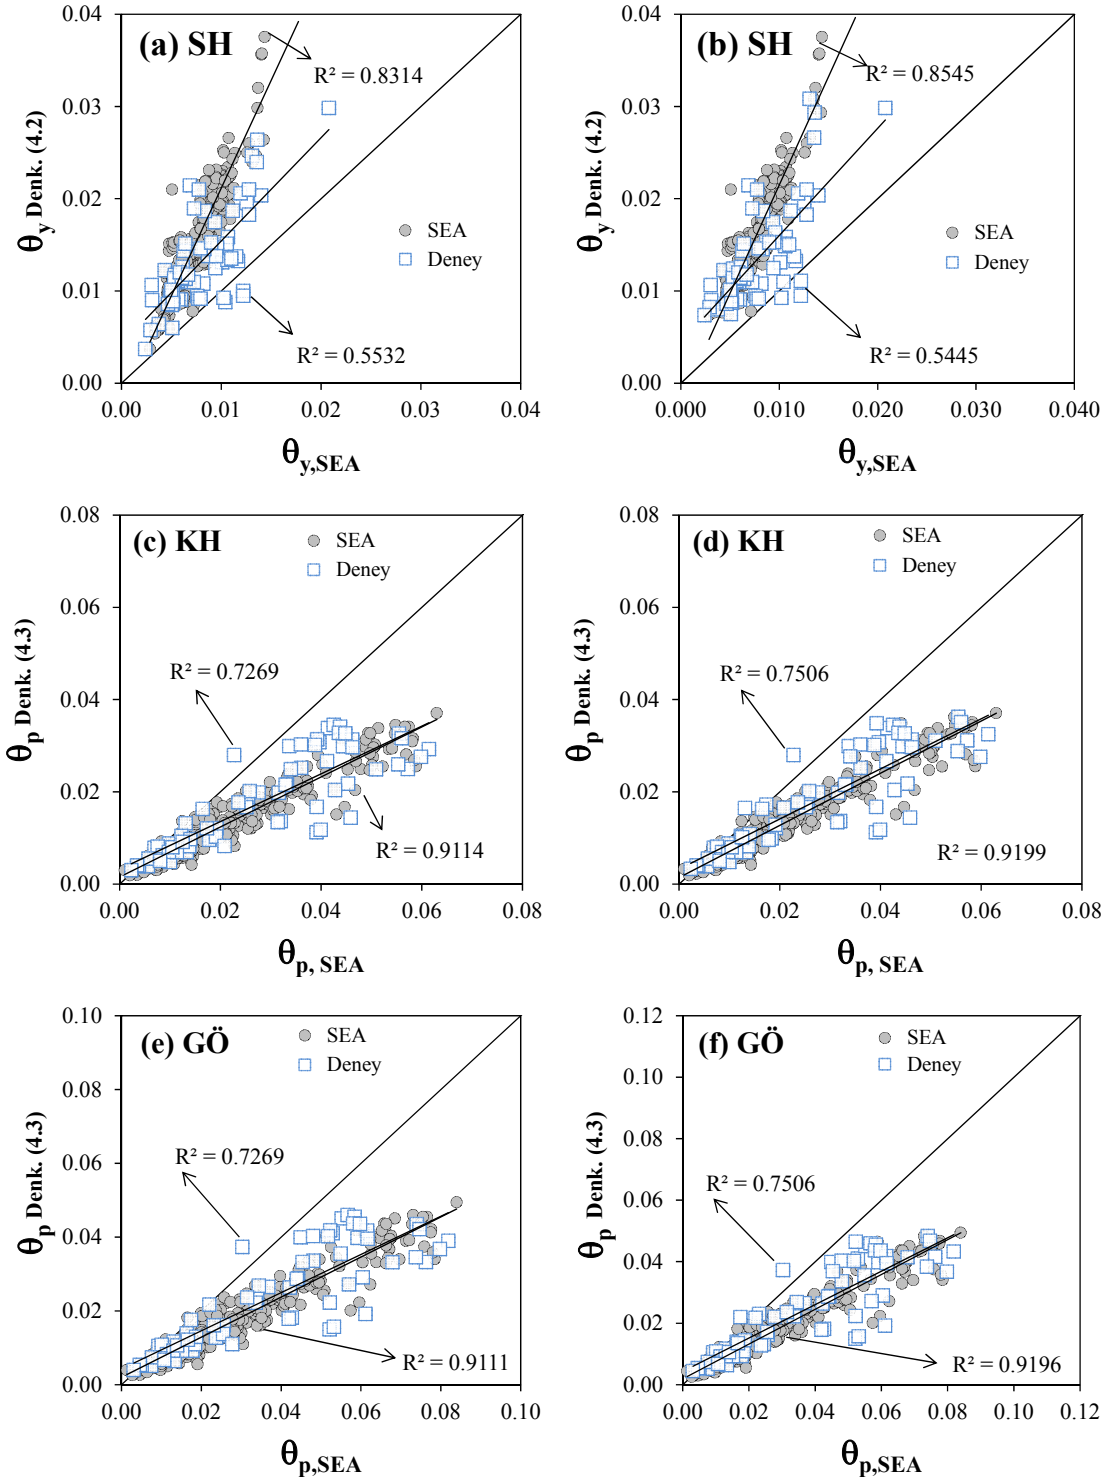 (a) SH
R² = 0.8314
SEA
Deney
R² = 0.5532
θy Denk. (4.2)
0.04
0.03
0.02
0.01
0.00
0.00 0.01 0.02 0.03 0.04
θy,SEA
(b) SH
R² = 0.8545
SEA
Deney
R² = 0.5445
θy Denk. (4.2)
0.04
0.03
0.02
0.01
0.00
0.000 0.010 0.020 0.030 0.040
θy,SEA
(c) KH
SEA
Deney
R² = 0.7269
R² = 0.9114
θp Denk. (4.3)
0.08
0.06
0.04
0.02
0.00
0.00 0.02 0.04 0.06 0.08
θp, SEA
(d) KH
SEA
Deney
R² = 0.7506
R² = 0.9199
θp Denk. (4.3)
0.08
0.06
0.04
0.02
0.00
0.00 0.02 0.04 0.06 0.08
θp, SEA
(e) GÖ
SEA
Deney
R² = 0.7269
R² = 0.9111
θp Denk. (4.3)
0.10
0.08
0.06
0.04
0.02
0.00
0.00 0.02 0.04 0.06 0.08 0.10
θp,SEA
(f) GÖ
SEA
Deney
R² = 0.7506
R² = 0.9196
θp Denk. (4.3)
0.12
0.10
0.08
0.06
0.04
0.02
0.00
0.00 0.02 0.04 0.06 0.08 0.10 0.12
θp,SEA